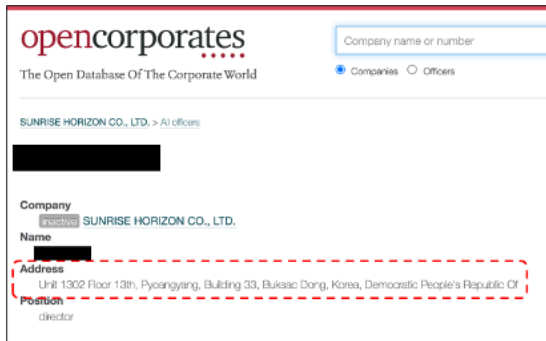 opencorporates
The Open Database Of The Corporate World
Company name or number
Companies Officers
SUNRISE HORIZON CO., LTD. > All officers
Company
inactive SUNRISE HORIZON CO., LTD.
Name
Address
Unit 1302 Floor 13th, Pyoangyang, Building 33, Buksac Dong, Korea, Democratic People's Republic Of
Position
director